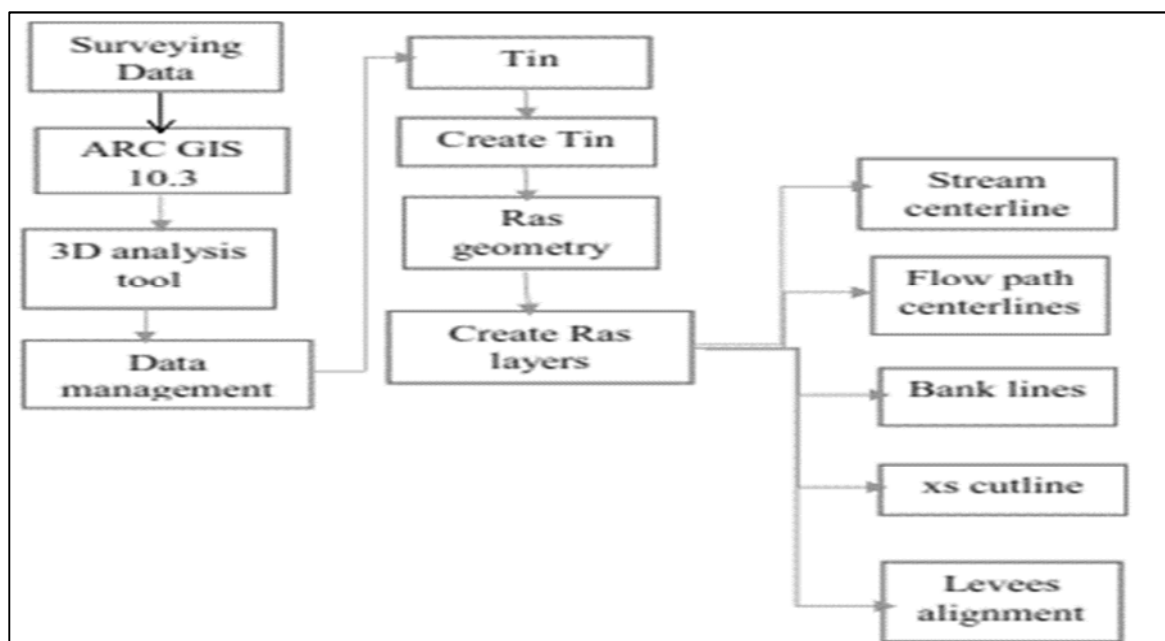 Surveying
Data
ARC GIS
10.3
3D analysis
tool
Data
management
Tin
Create Tin
Ras
geometry
Create Ras
layers
Stream
centerline
Flow path
centerlines
Bank lines
xs cutline
Levees
alignment